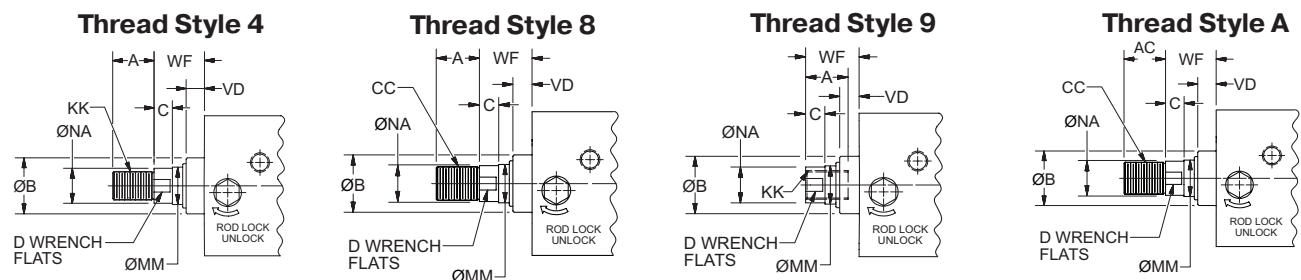 Thread Style 4
A
WF
VD
KK
C
ØNA
ØB
D WRENCH
FLATS
ØMM
ROD LOCK
UNLOCK
Thread Style 8
A
WF
VD
CC
C
ØNA
ØB
D WRENCH
FLATS
ØMM
ROD LOCK
UNLOCK
Thread Style 9
WF
A
VD
C
ØNA
ØB
KK
D WRENCH
FLATS
ØMM
ROD LOCK
UNLOCK
Thread Style A
AC
WF
VD
CC
C
ØNA
ØB
D WRENCH
FLATS
ØMM
ROD LOCK
UNLOCK